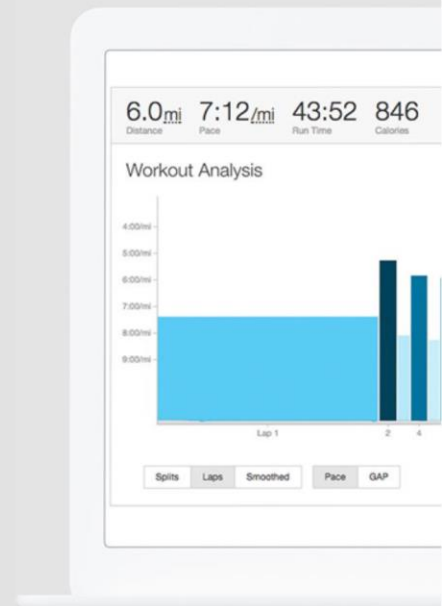 6.0mi 7:12/mi 43:52 846
Distance Pace Run Time Calories
Workout Analysis
4:00/mi
5:00/mi
6:00/mi
7:00/mi
8:00/mi
9:00/mi
Lap 1 2 4
Splits Laps Smoothed Pace GAP